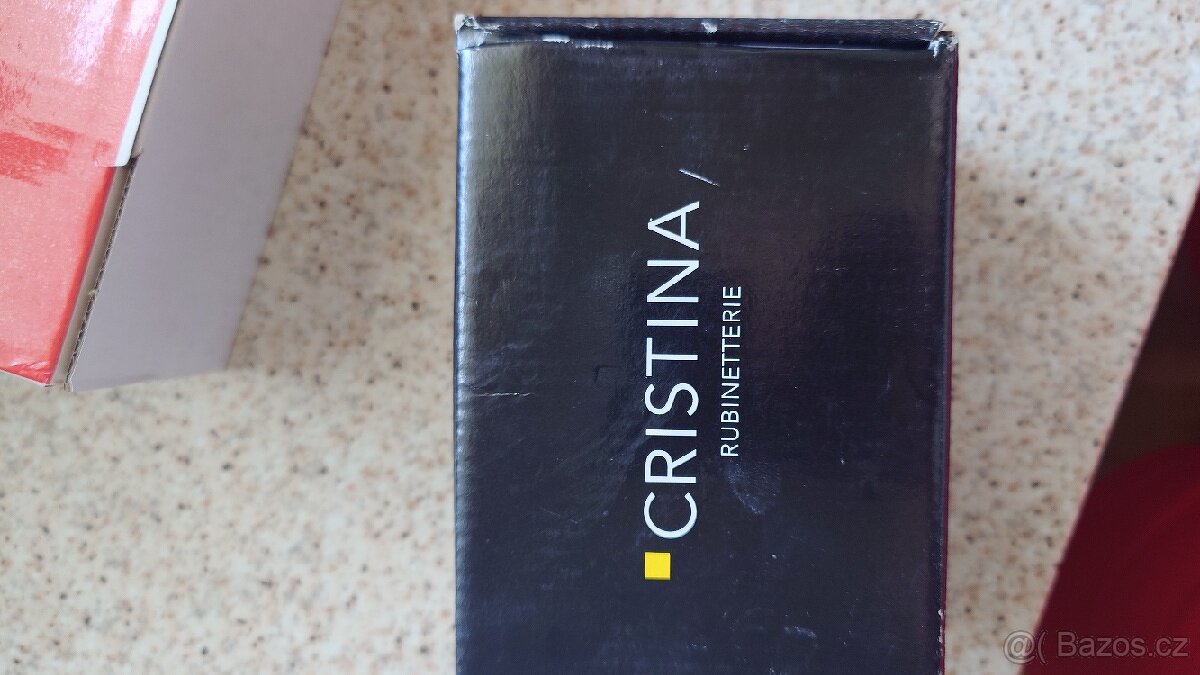 CRISTINA
RUBINETTERIE
@( Bazos.cz